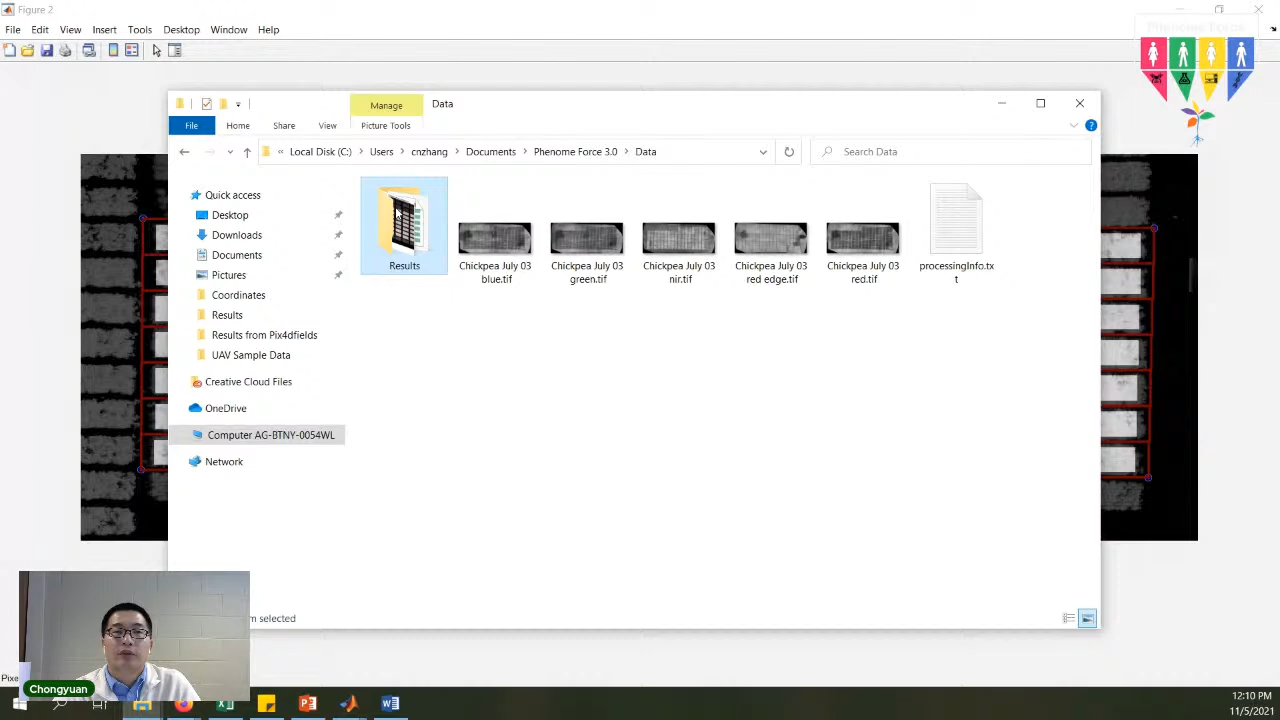 Figure 2
File Edit View Insert Tools Desktop Window Help
Phenome Force
Manage
Data
File Home Share View Picture Tools
« Local Disk (C:) > Users > cnzhang > Documents > Phenome Force 3.0 > Data
Search Data
Quick access
Desktop
Downloads
Documents
Pictures
Coordinates
Results
Results from Pix4dfields
UAV Sample Data
Creative Cloud Files
OneDrive
Computer AG-BTNY-0054WL
Network
Results
Chickpea July 03
blue.tif
Chickpea July 03
green.tif
Chickpea July 03
nir.tif
Chickpea July 03
red edge.tif
Chickpea July 03
red.tif
processingInfo.tx
t
m selected
Pixe
Chongyuan
12:10 PM
11/5/2021